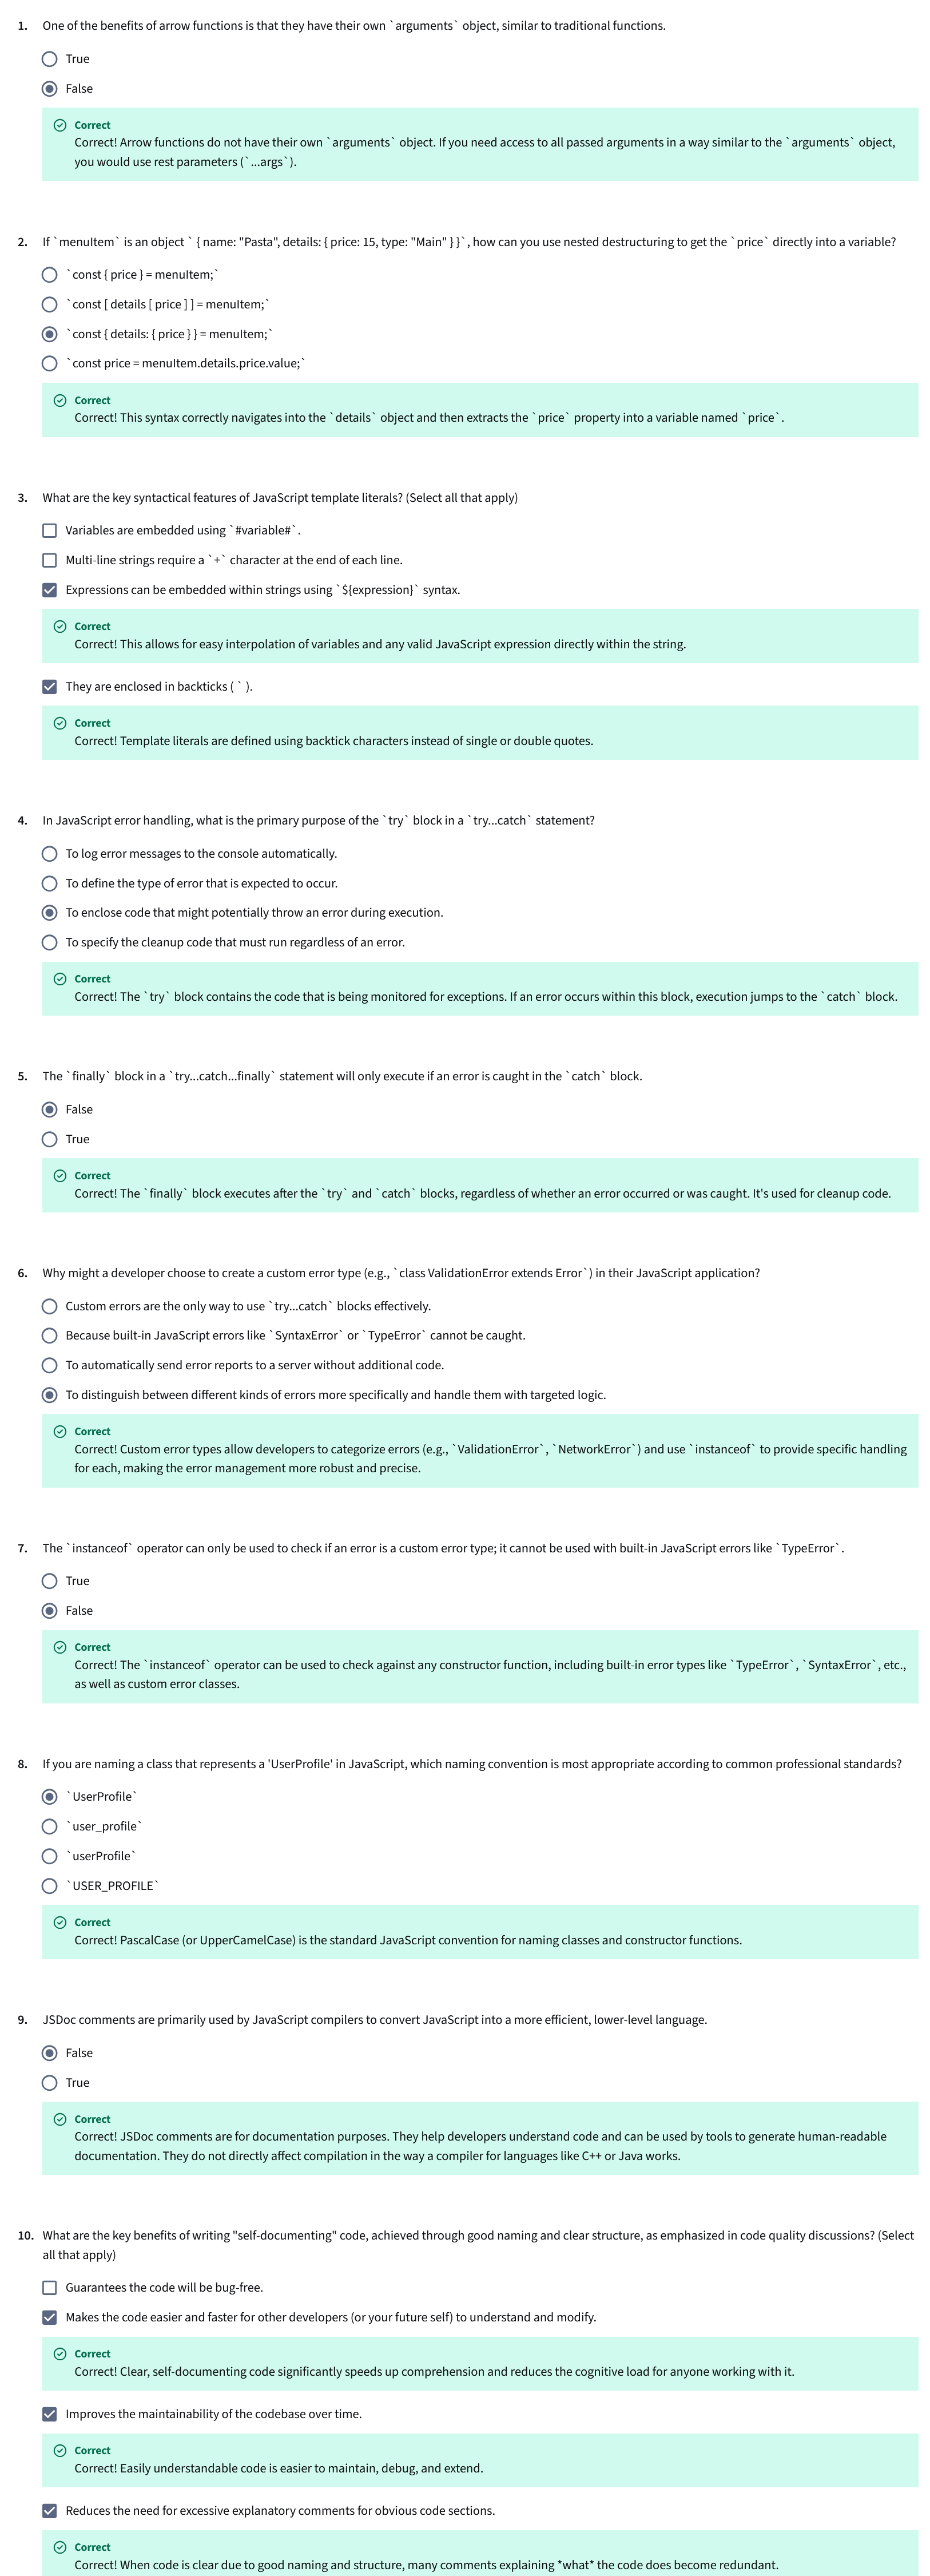 1. One of the benefits of arrow functions is that they have their own `arguments` object, similar to traditional functions.
True
False
Correct
Correct! Arrow functions do not have their own `arguments` object. If you need access to all passed arguments in a way similar to the `arguments` object,
you would use rest parameters (`...args`).
2. If `menuItem` is an object ` { name: "Pasta", details: { price: 15, type: "Main" } }`, how can you use nested destructuring to get the `price` directly into a variable?
`const { price } = menuItem;`
`const [ details [ price ] ] = menuItem;`
`const { details: { price } } = menuItem;`
`const price = menuItem.details.price.value;`
Correct
Correct! This syntax correctly navigates into the `details` object and then extracts the `price` property into a variable named `price`.
3. What are the key syntactical features of JavaScript template literals? (Select all that apply)
Variables are embedded using `#variable#`.
Multi-line strings require a `+` character at the end of each line.
Expressions can be embedded within strings using `${expression}` syntax.
Correct
Correct! This allows for easy interpolation of variables and any valid JavaScript expression directly within the string.
They are enclosed in backticks ( ` ).
Correct
Correct! Template literals are defined using backtick characters instead of single or double quotes.
4. In JavaScript error handling, what is the primary purpose of the `try` block in a `try...catch` statement?
To log error messages to the console automatically.
To define the type of error that is expected to occur.
To enclose code that might potentially throw an error during execution.
To specify the cleanup code that must run regardless of an error.
Correct
Correct! The `try` block contains the code that is being monitored for exceptions. If an error occurs within this block, execution jumps to the `catch` block.
5. The `finally` block in a `try...catch...finally` statement will only execute if an error is caught in the `catch` block.
False
True
Correct
Correct! The `finally` block executes after the `try` and `catch` blocks, regardless of whether an error occurred or was caught. It's used for cleanup code.
6. Why might a developer choose to create a custom error type (e.g., `class ValidationError extends Error`) in their JavaScript application?
Custom errors are the only way to use `try...catch` blocks effectively.
Because built-in JavaScript errors like `SyntaxError` or `TypeError` cannot be caught.
To automatically send error reports to a server without additional code.
To distinguish between different kinds of errors more specifically and handle them with targeted logic.
Correct
Correct! Custom error types allow developers to categorize errors (e.g., `ValidationError`, `NetworkError`) and use `instanceof` to provide specific handling
for each, making the error management more robust and precise.
7. The `instanceof` operator can only be used to check if an error is a custom error type; it cannot be used with built-in JavaScript errors like `TypeError`.
True
False
Correct
Correct! The `instanceof` operator can be used to check against any constructor function, including built-in error types like `TypeError`, `SyntaxError`, etc.,
as well as custom error classes.
8. If you are naming a class that represents a 'UserProfile' in JavaScript, which naming convention is most appropriate according to common professional standards?
`UserProfile`
`user_profile`
`userProfile`
`USER_PROFILE`
Correct
Correct! PascalCase (or UpperCamelCase) is the standard JavaScript convention for naming classes and constructor functions.
9. JSDoc comments are primarily used by JavaScript compilers to convert JavaScript into a more efficient, lower-level language.
False
True
Correct
Correct! JSDoc comments are for documentation purposes. They help developers understand code and can be used by tools to generate human-readable
documentation. They do not directly affect compilation in the way a compiler for languages like C++ or Java works.
10. What are the key benefits of writing "self-documenting" code, achieved through good naming and clear structure, as emphasized in code quality discussions? (Select
all that apply)
Guarantees the code will be bug-free.
Makes the code easier and faster for other developers (or your future self) to understand and modify.
Correct
Correct! Clear, self-documenting code significantly speeds up comprehension and reduces the cognitive load for anyone working with it.
Improves the maintainability of the codebase over time.
Correct
Correct! Easily understandable code is easier to maintain, debug, and extend.
Reduces the need for excessive explanatory comments for obvious code sections.
Correct
Correct! When code is clear due to good naming and structure, many comments explaining *what* the code does become redundant.